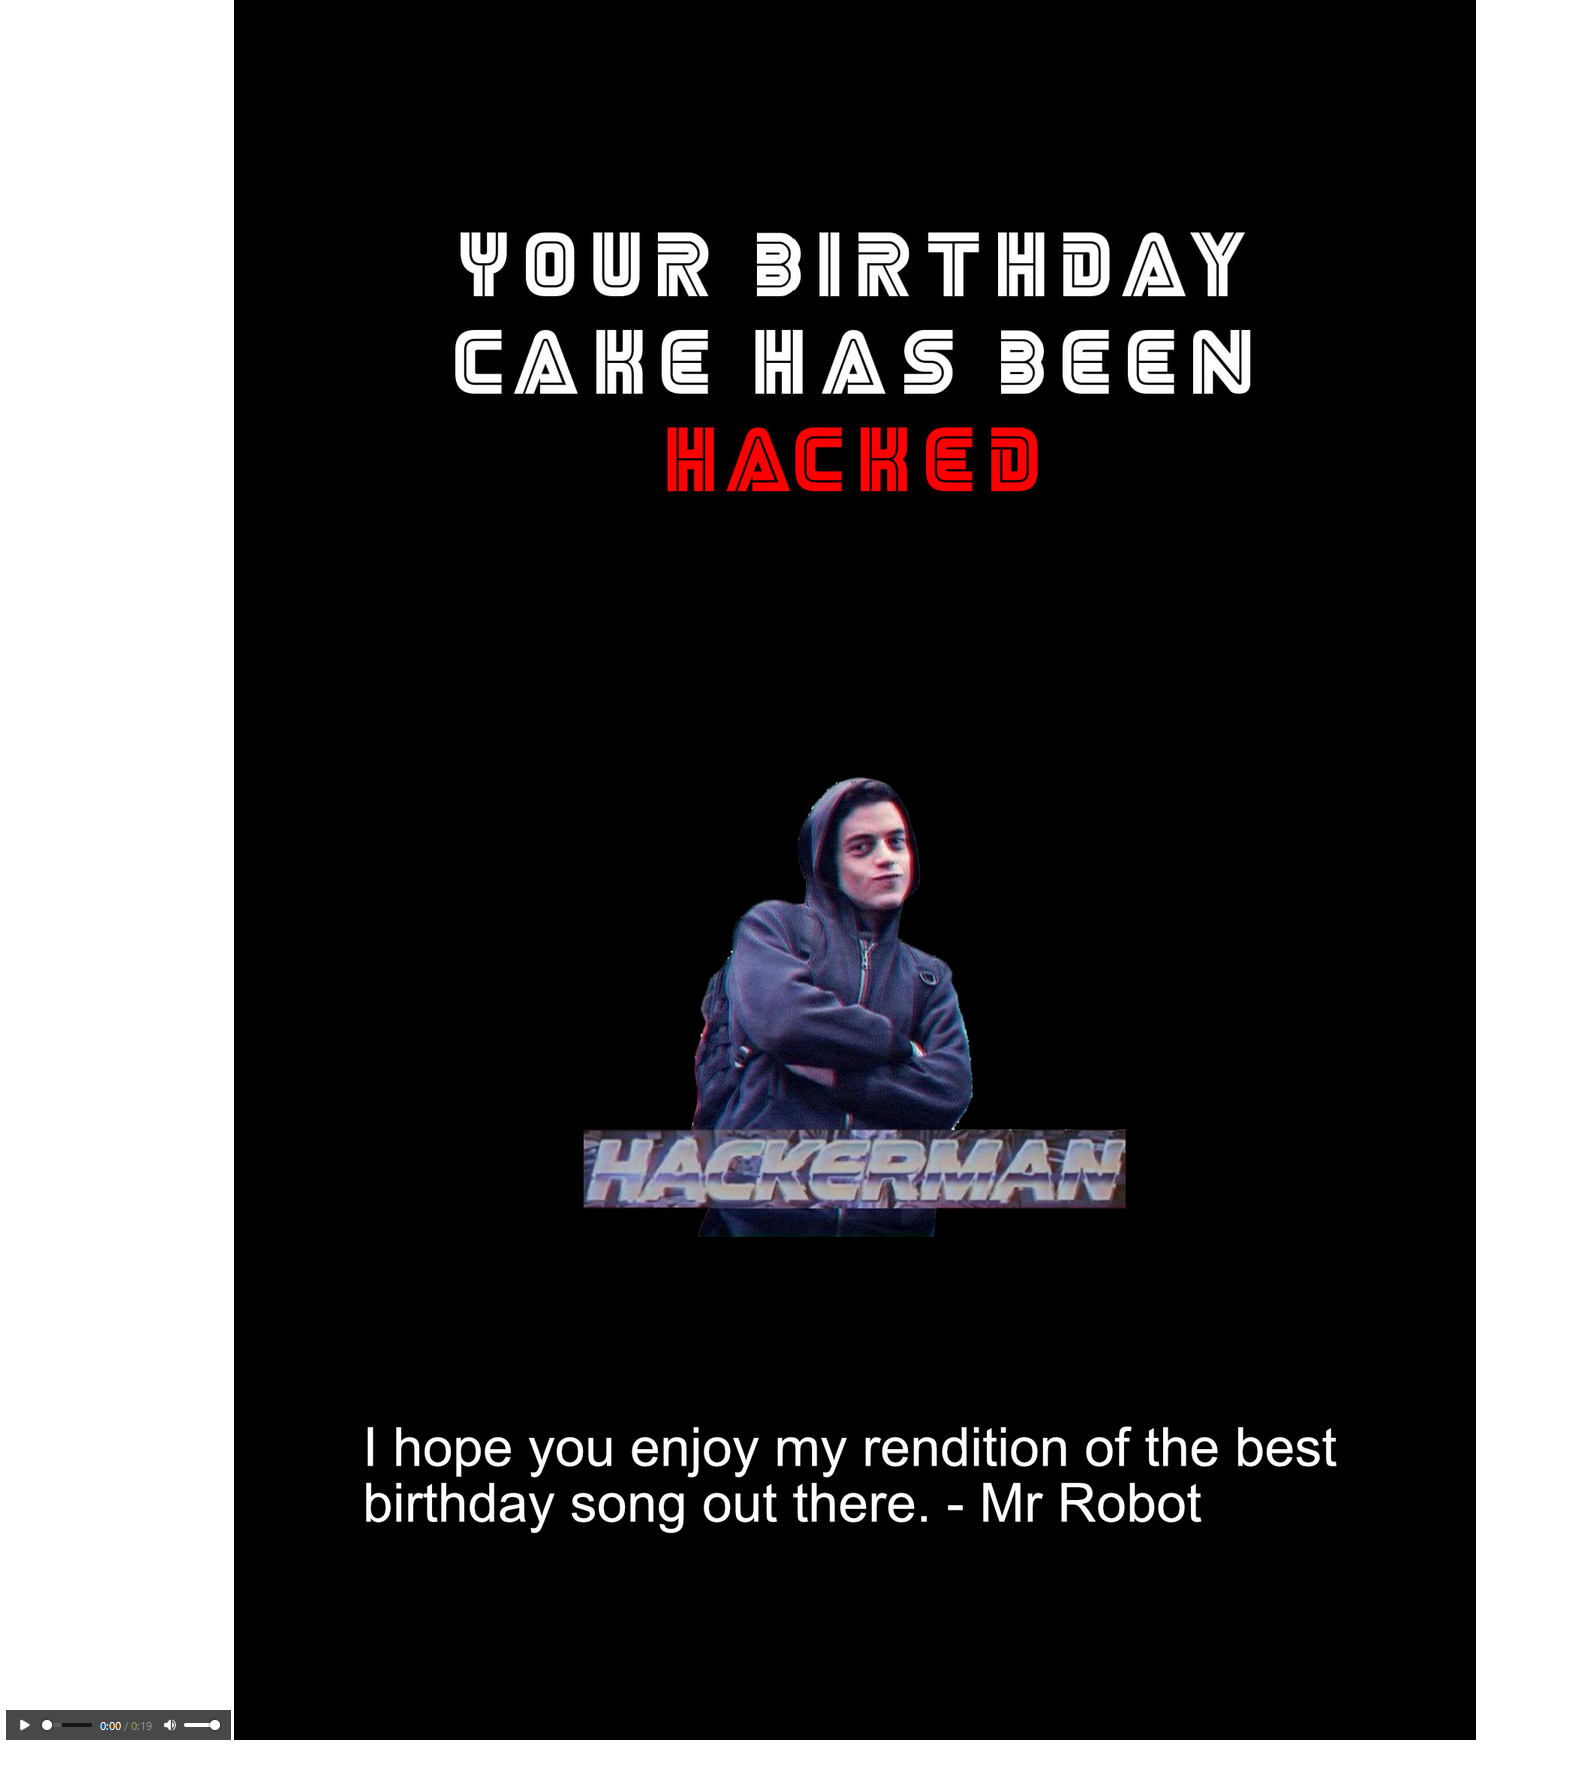 YOUR BIRTHDAY
CAKE HAS BEEN
HACKED
HACKERMAN
I hope you enjoy my rendition of the best
birthday song out there. - Mr Robot
0:00 / 0:19